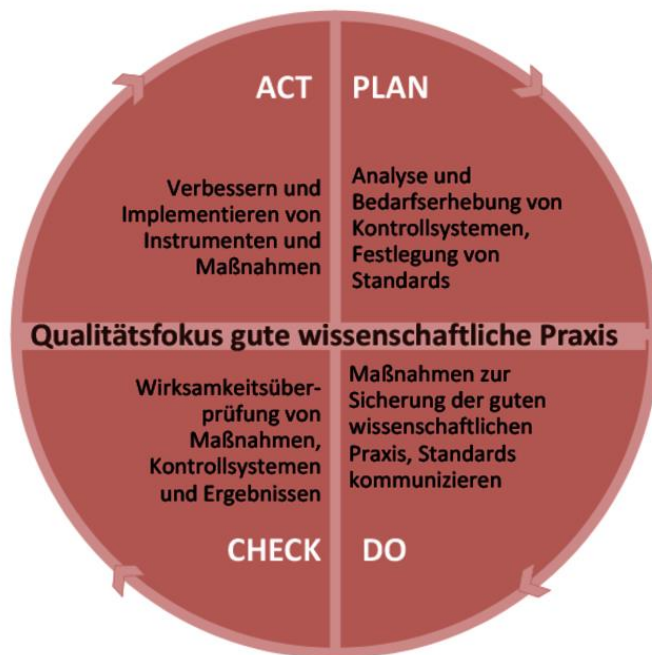 ACT
PLAN
Verbessern und
Implementieren von
Instrumenten und
Maßnahmen
Analyse und
Bedarfserhebung von
Kontrollsystemen,
Festlegung von
Standards
Qualitätsfokus gute wissenschaftliche Praxis
Wirksamkeitsüber-
prüfung von
Maßnahmen,
Kontrollsystemen
und Ergebnissen
Maßnahmen zur
Sicherung der guten
wissenschaftlichen
Praxis, Standards
kommunizieren
CHECK
DO